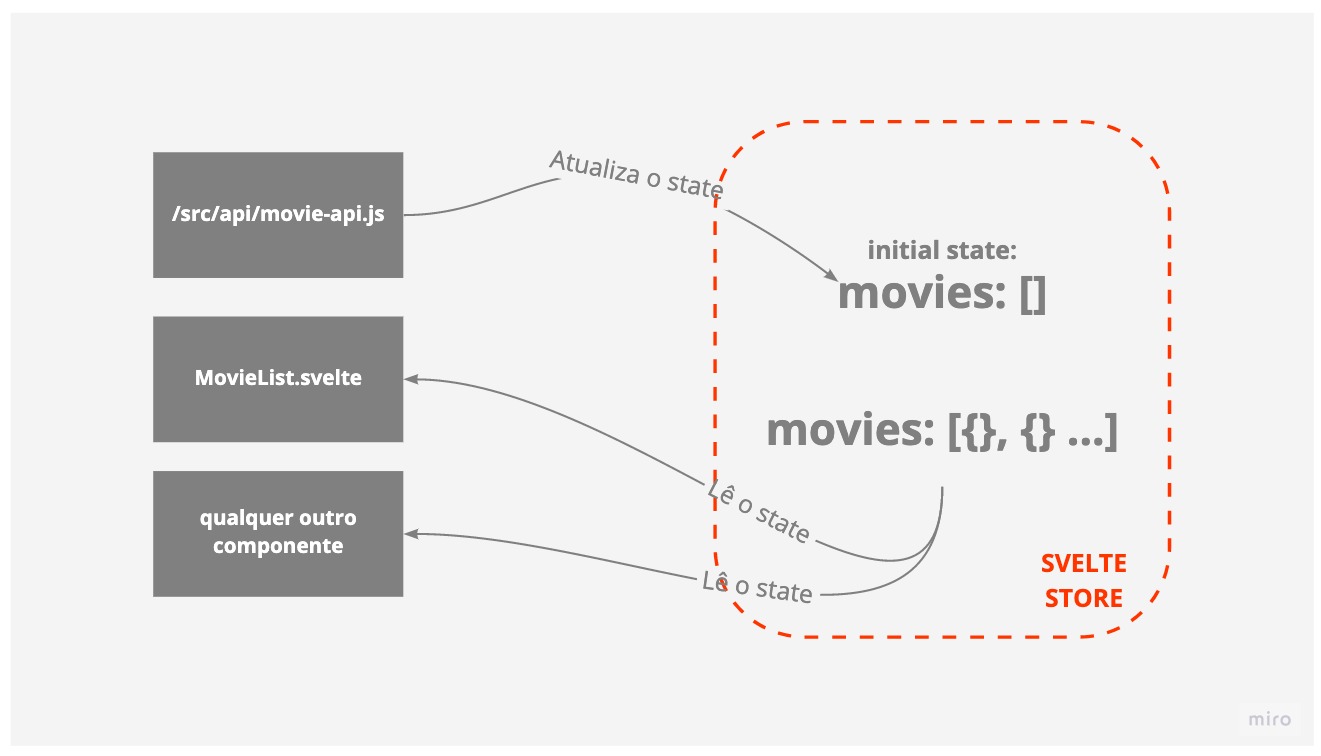 /src/api/movie-api.js
Atualiza o state
initial state:
movies: []
MovieList.svelte
movies: [{}, {} ...]
Lê o state
qualquer outro
componente
Lê o state
SVELTE
STORE
miro